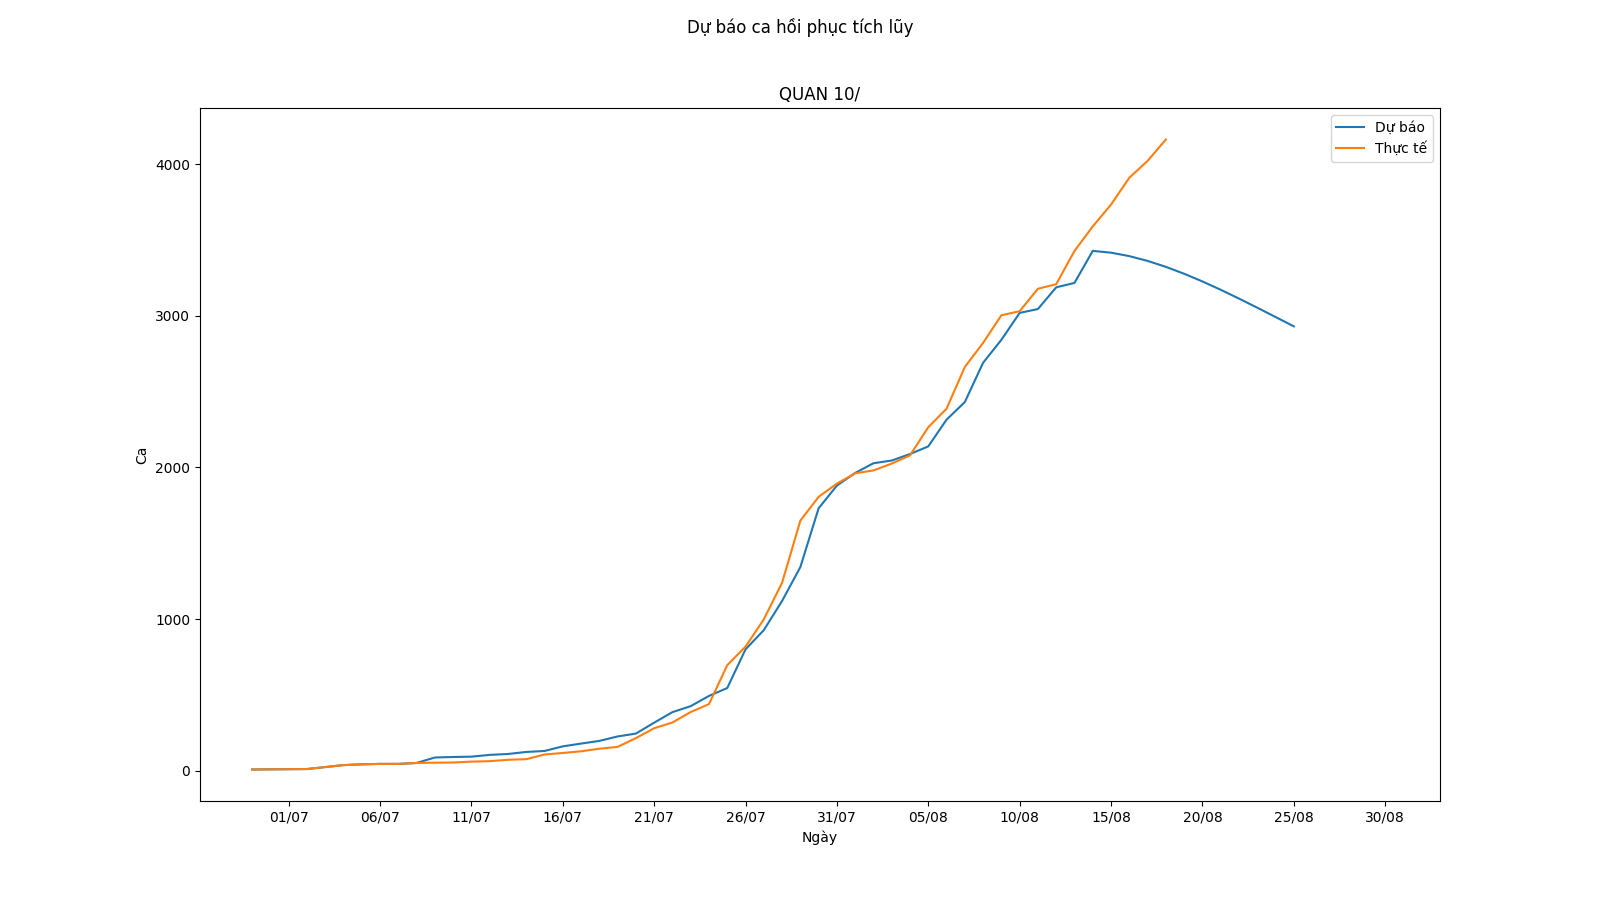 Dự báo ca hồi phục tích lũy
QUAN 10/
Dự báo
Thực tế
Ca
4000
3000
2000
1000
0
01/07 06/07 11/07 16/07 21/07 26/07 31/07 05/08 10/08 15/08 20/08 25/08 30/08
Ngày